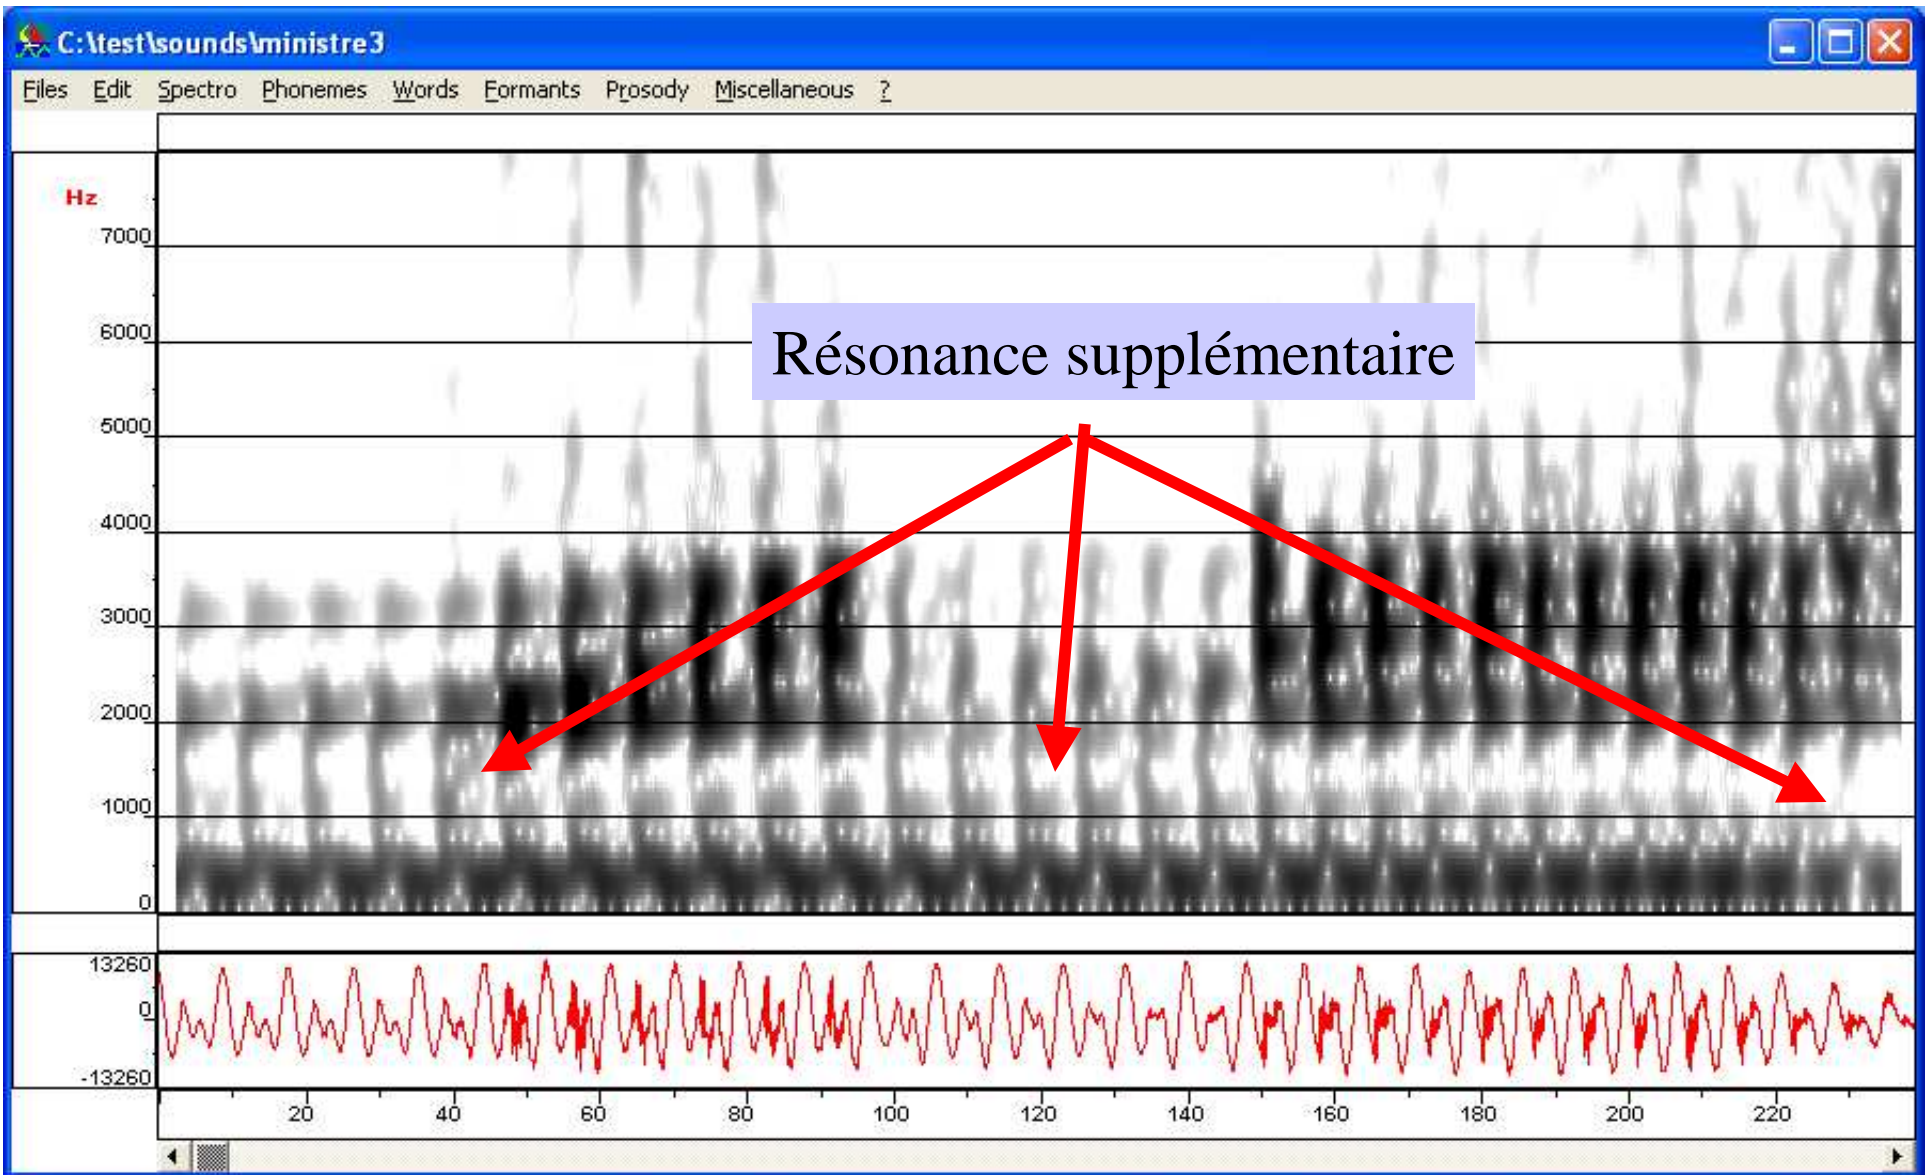 C:\test\sounds\ministre3
Files Edit Spectro Phonemes Words Formants Prosody Miscellaneous ?
Hz
7000
Résonance supplémentaire
6000
5000
4000
3000
2000
1000
0
13260
0
-13260
20 40 60 80 100 120 140 160 180 200 220